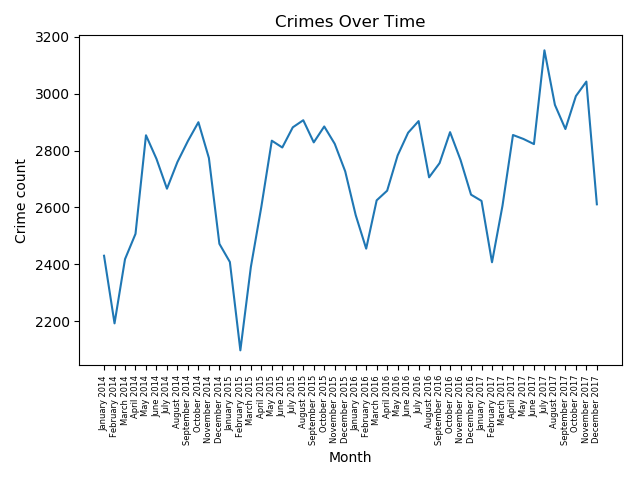 Crimes Over Time
3200
3000
2800
2600
2400
2200
Crime count
January 2014
February 2014
March 2014
April 2014
May 2014
June 2014
July 2014
August 2014
September 2014
October 2014
November 2014
December 2014
January 2015
February 2015
March 2015
April 2015
May 2015
June 2015
July 2015
August 2015
September 2015
October 2015
November 2015
December 2015
January 2016
February 2016
March 2016
April 2016
May 2016
June 2016
July 2016
August 2016
September 2016
October 2016
November 2016
December 2016
January 2017
February 2017
March 2017
April 2017
May 2017
June 2017
July 2017
August 2017
September 2017
October 2017
November 2017
December 2017
Month